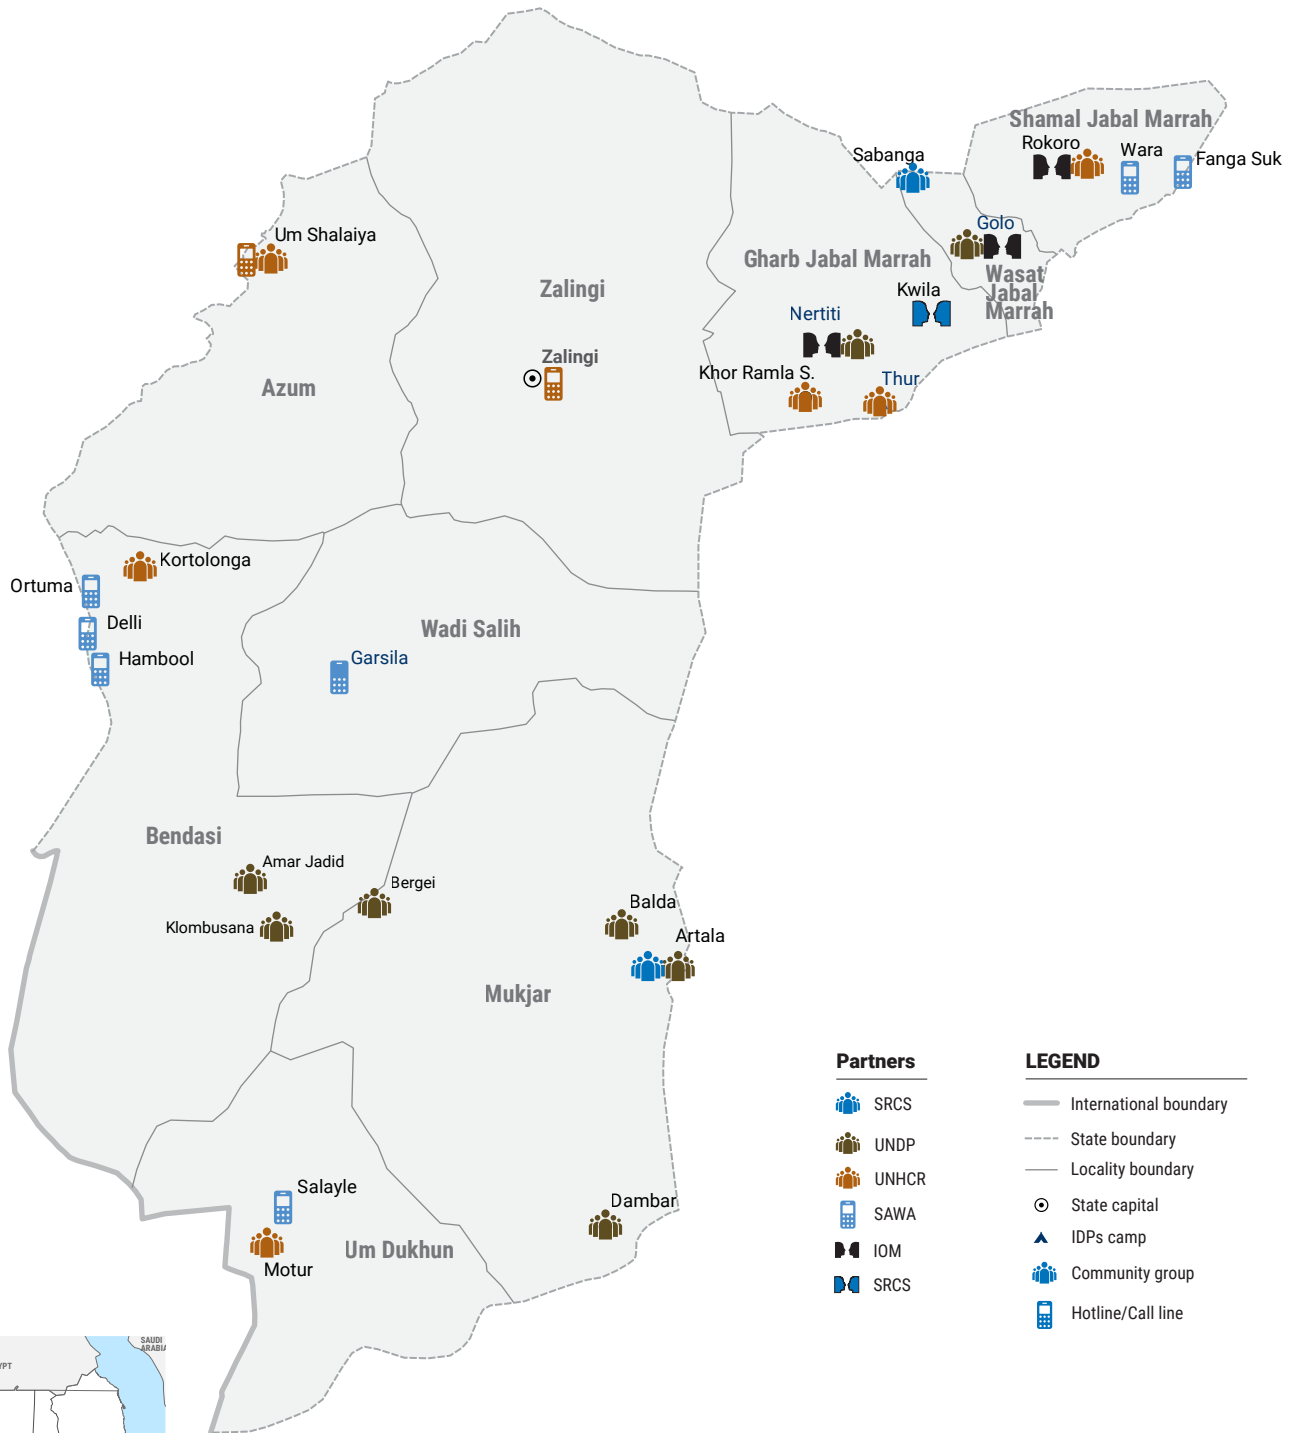 Shamal Jabal Marrah
Rokoro
Wara
Fanga Suk
Sabanga
Golo
Um Shalaiya
Gharb Jabal Marrah
Wasat
Jabal
Marrah
Zalingi
Kwila
Nertiti
Zalingi
Khor Ramla S.
Thur
Azum
Kortolonga
Ortuma
Delli
Hambool
Wadi Salih
Garsila
Bendasi
Amar Jadid
Bergei
Klombusana
Balda
Artala
Mukjar
Salayle
Dambar
Um Dukhun
Motur
Partners
SRCS
UNDP
UNHCR
SAWA
IOM
SRCS
LEGEND
International boundary
State boundary
Locality boundary
State capital
IDPs camp
Community group
Hotline/Call line
SAUDI
ARABIA
YPT